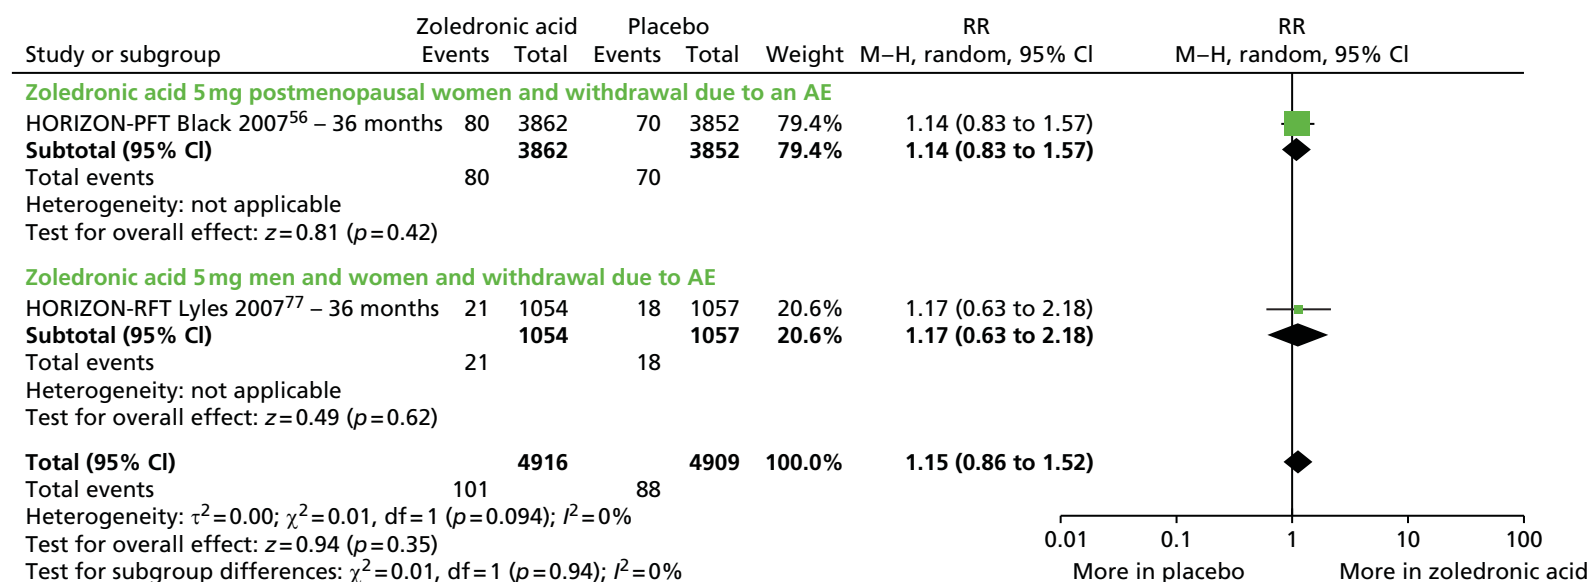 Zoledronic acid Placebo RR RR
Study or subgroup Events Total Events Total Weight M–H, random, 95% CI M–H, random, 95% CI
Zoledronic acid 5 mg postmenopausal women and withdrawal due to an AE
HORIZON-PFT Black 2007⁵⁶ – 36 months 80 3862 70 3852 79.4% 1.14 (0.83 to 1.57)
Subtotal (95% CI) 3862 3852 79.4% 1.14 (0.83 to 1.57)
Total events 80 70
Heterogeneity: not applicable
Test for overall effect: z=0.81 (p=0.42)
Zoledronic acid 5 mg men and women and withdrawal due to AE
HORIZON-RFT Lyles 2007⁷⁷ – 36 months 21 1054 18 1057 20.6% 1.17 (0.63 to 2.18)
Subtotal (95% CI) 1054 1057 20.6% 1.17 (0.63 to 2.18)
Total events 21 18
Heterogeneity: not applicable
Test for overall effect: z=0.49 (p=0.62)
Total (95% CI) 4916 4909 100.0% 1.15 (0.86 to 1.52)
Total events 101 88
Heterogeneity: τ²=0.00; χ²=0.01, df=1 (p=0.094); I²=0%
Test for overall effect: z=0.94 (p=0.35)
Test for subgroup differences: χ²=0.01, df=1 (p=0.94); I²=0%
0.01 0.1 1 10 100
More in placebo More in zoledronic acid